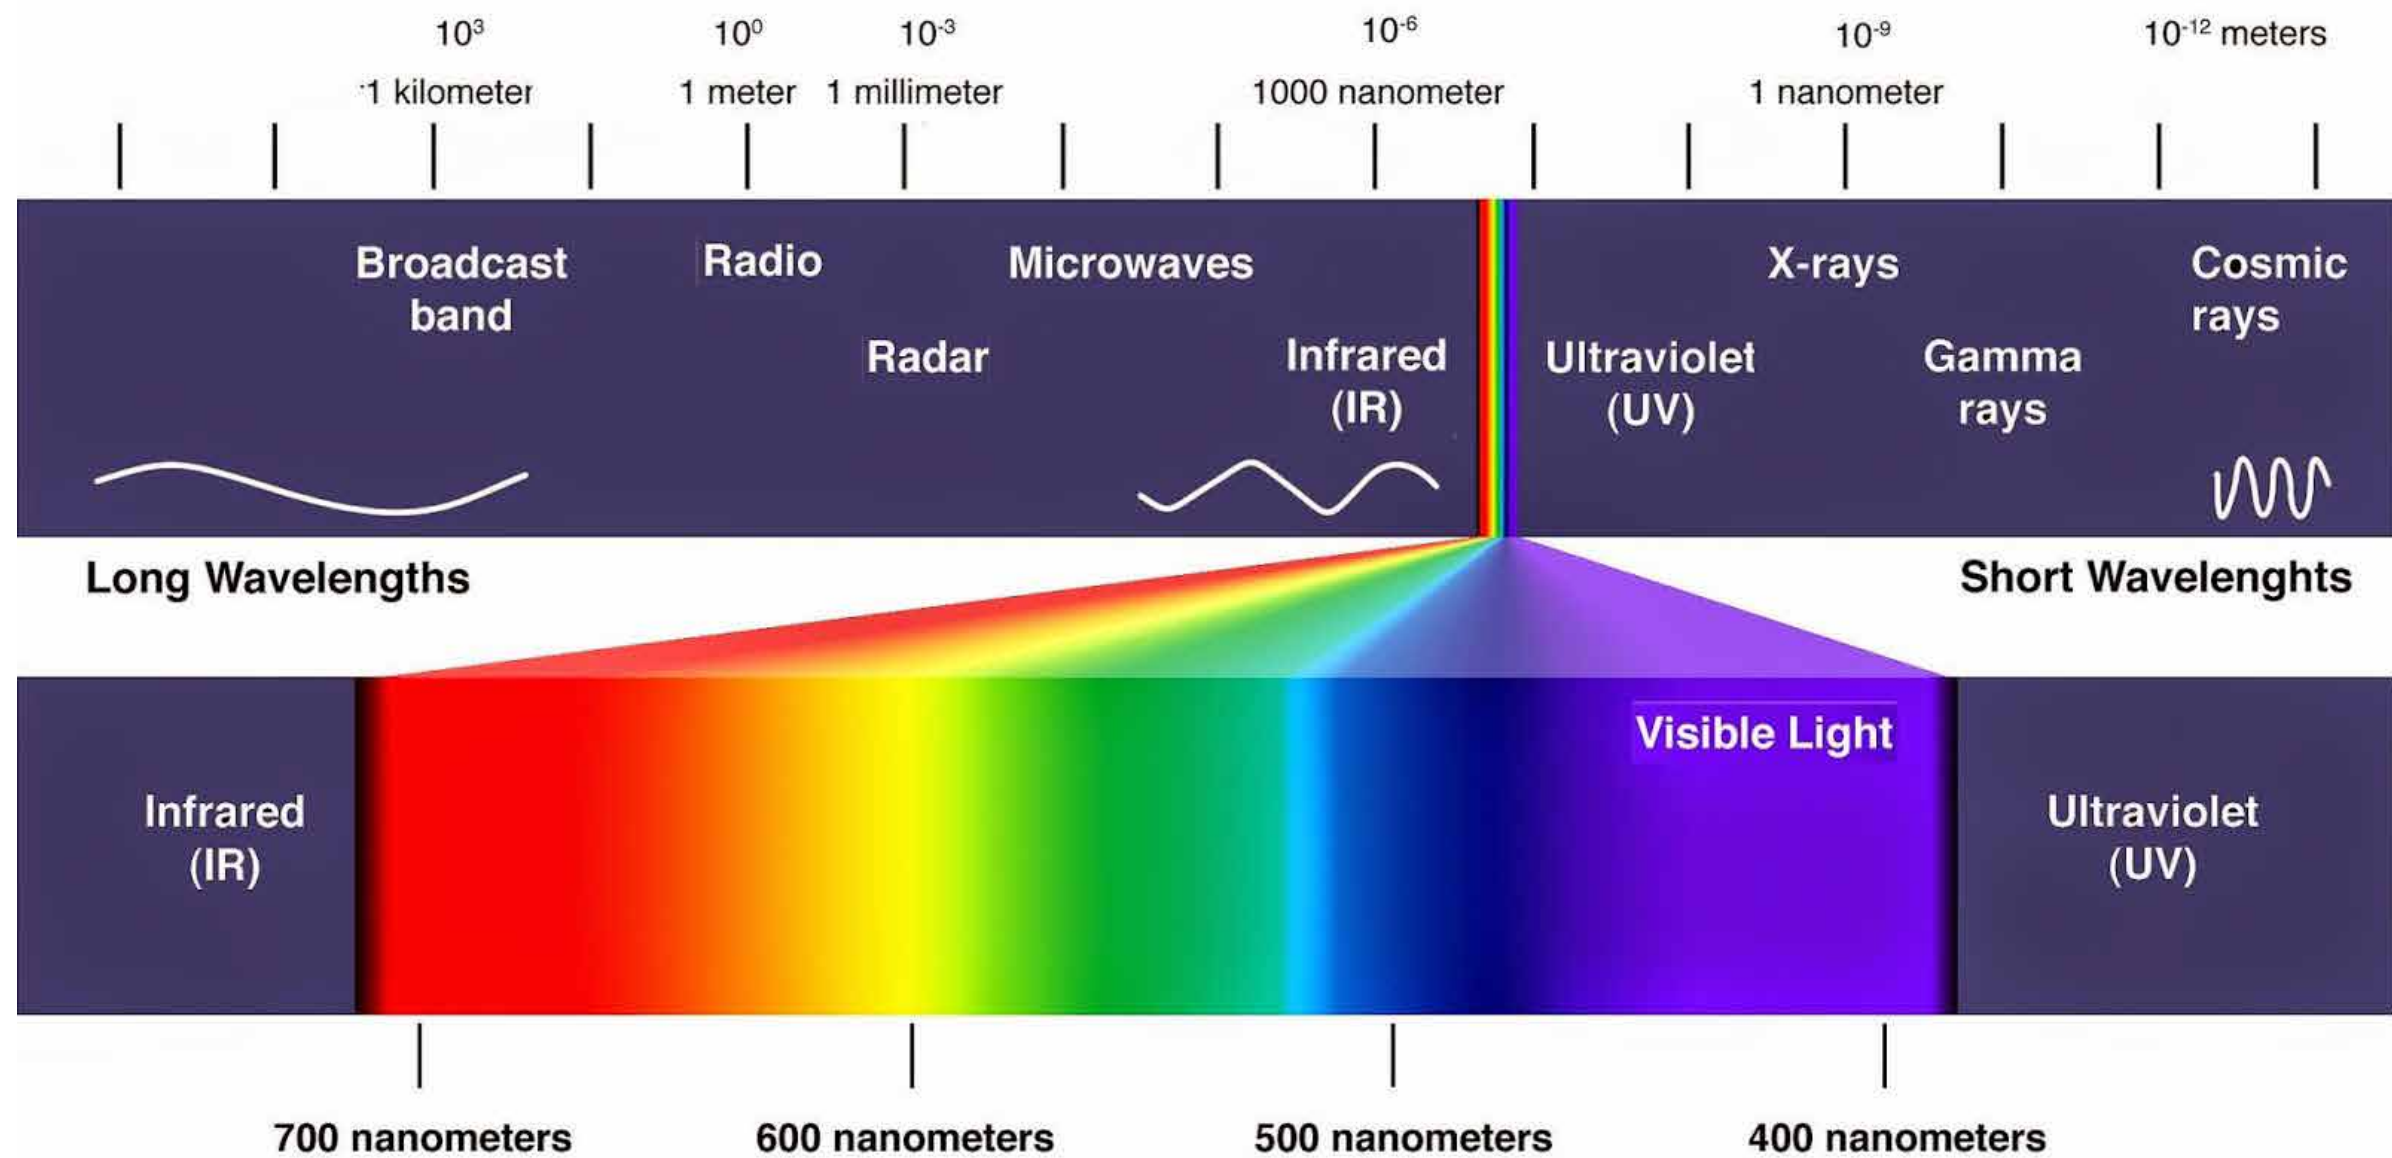 10³ 10⁰ 10⁻³ 10⁻⁶ 10⁻⁹ 10⁻¹² meters
1 kilometer 1 meter 1 millimeter 1000 nanometer 1 nanometer
Broadcast
band
Radio
Radar
Microwaves
Infrared
(IR)
Ultraviolet
(UV)
X-rays
Gamma
rays
Cosmic
rays
Long Wavelengths
Short Wavelenghts
Visible Light
Infrared
(IR)
Ultraviolet
(UV)
700 nanometers 600 nanometers 500 nanometers 400 nanometers